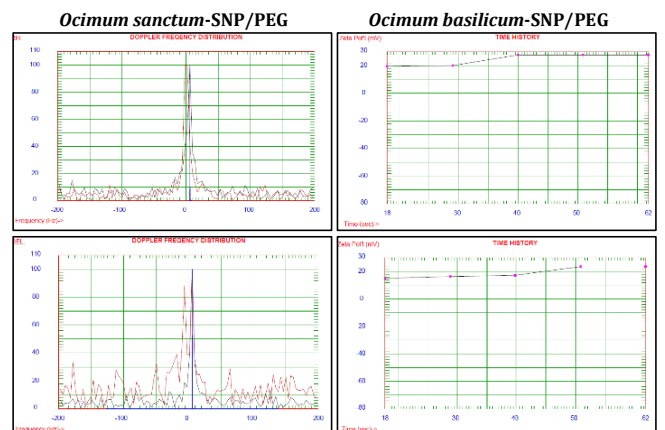 Ocimum sanctum-SNP/PEG
Ocimum basilicum-SNP/PEG
DOPPLER FREQENCY DISTRIBUTION
110
100
80
60
40
20
0
-200 -100 0 100 200
Frequency (Hz)->
Zeta Pot'l (mV)
TIME HISTORY
30
20
0
-20
-40
-60
-80
18 30 40 50 62
Time (sec)->
DOPPLER FREQENCY DISTRIBUTION
110
100
80
60
40
20
0
-200 -100 0 100 200
Frequency (Hz)->
Zeta Pot'l (mV)
TIME HISTORY
30
20
0
-20
-40
-60
-80
18 30 40 50 62
Time (sec)->